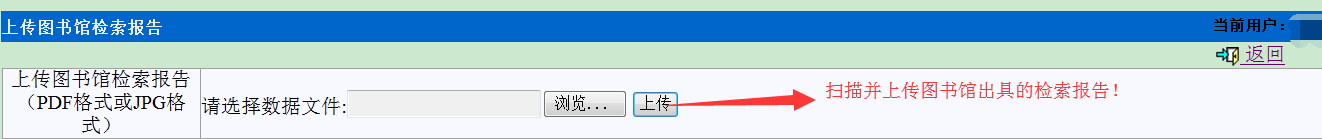 上传图书馆检索报告
当前用户：
返回
上传图书馆检索报告
（PDF格式或JPG格
式）
请选择数据文件:
浏览...
上传
扫描并上传图书馆出具的检索报告！